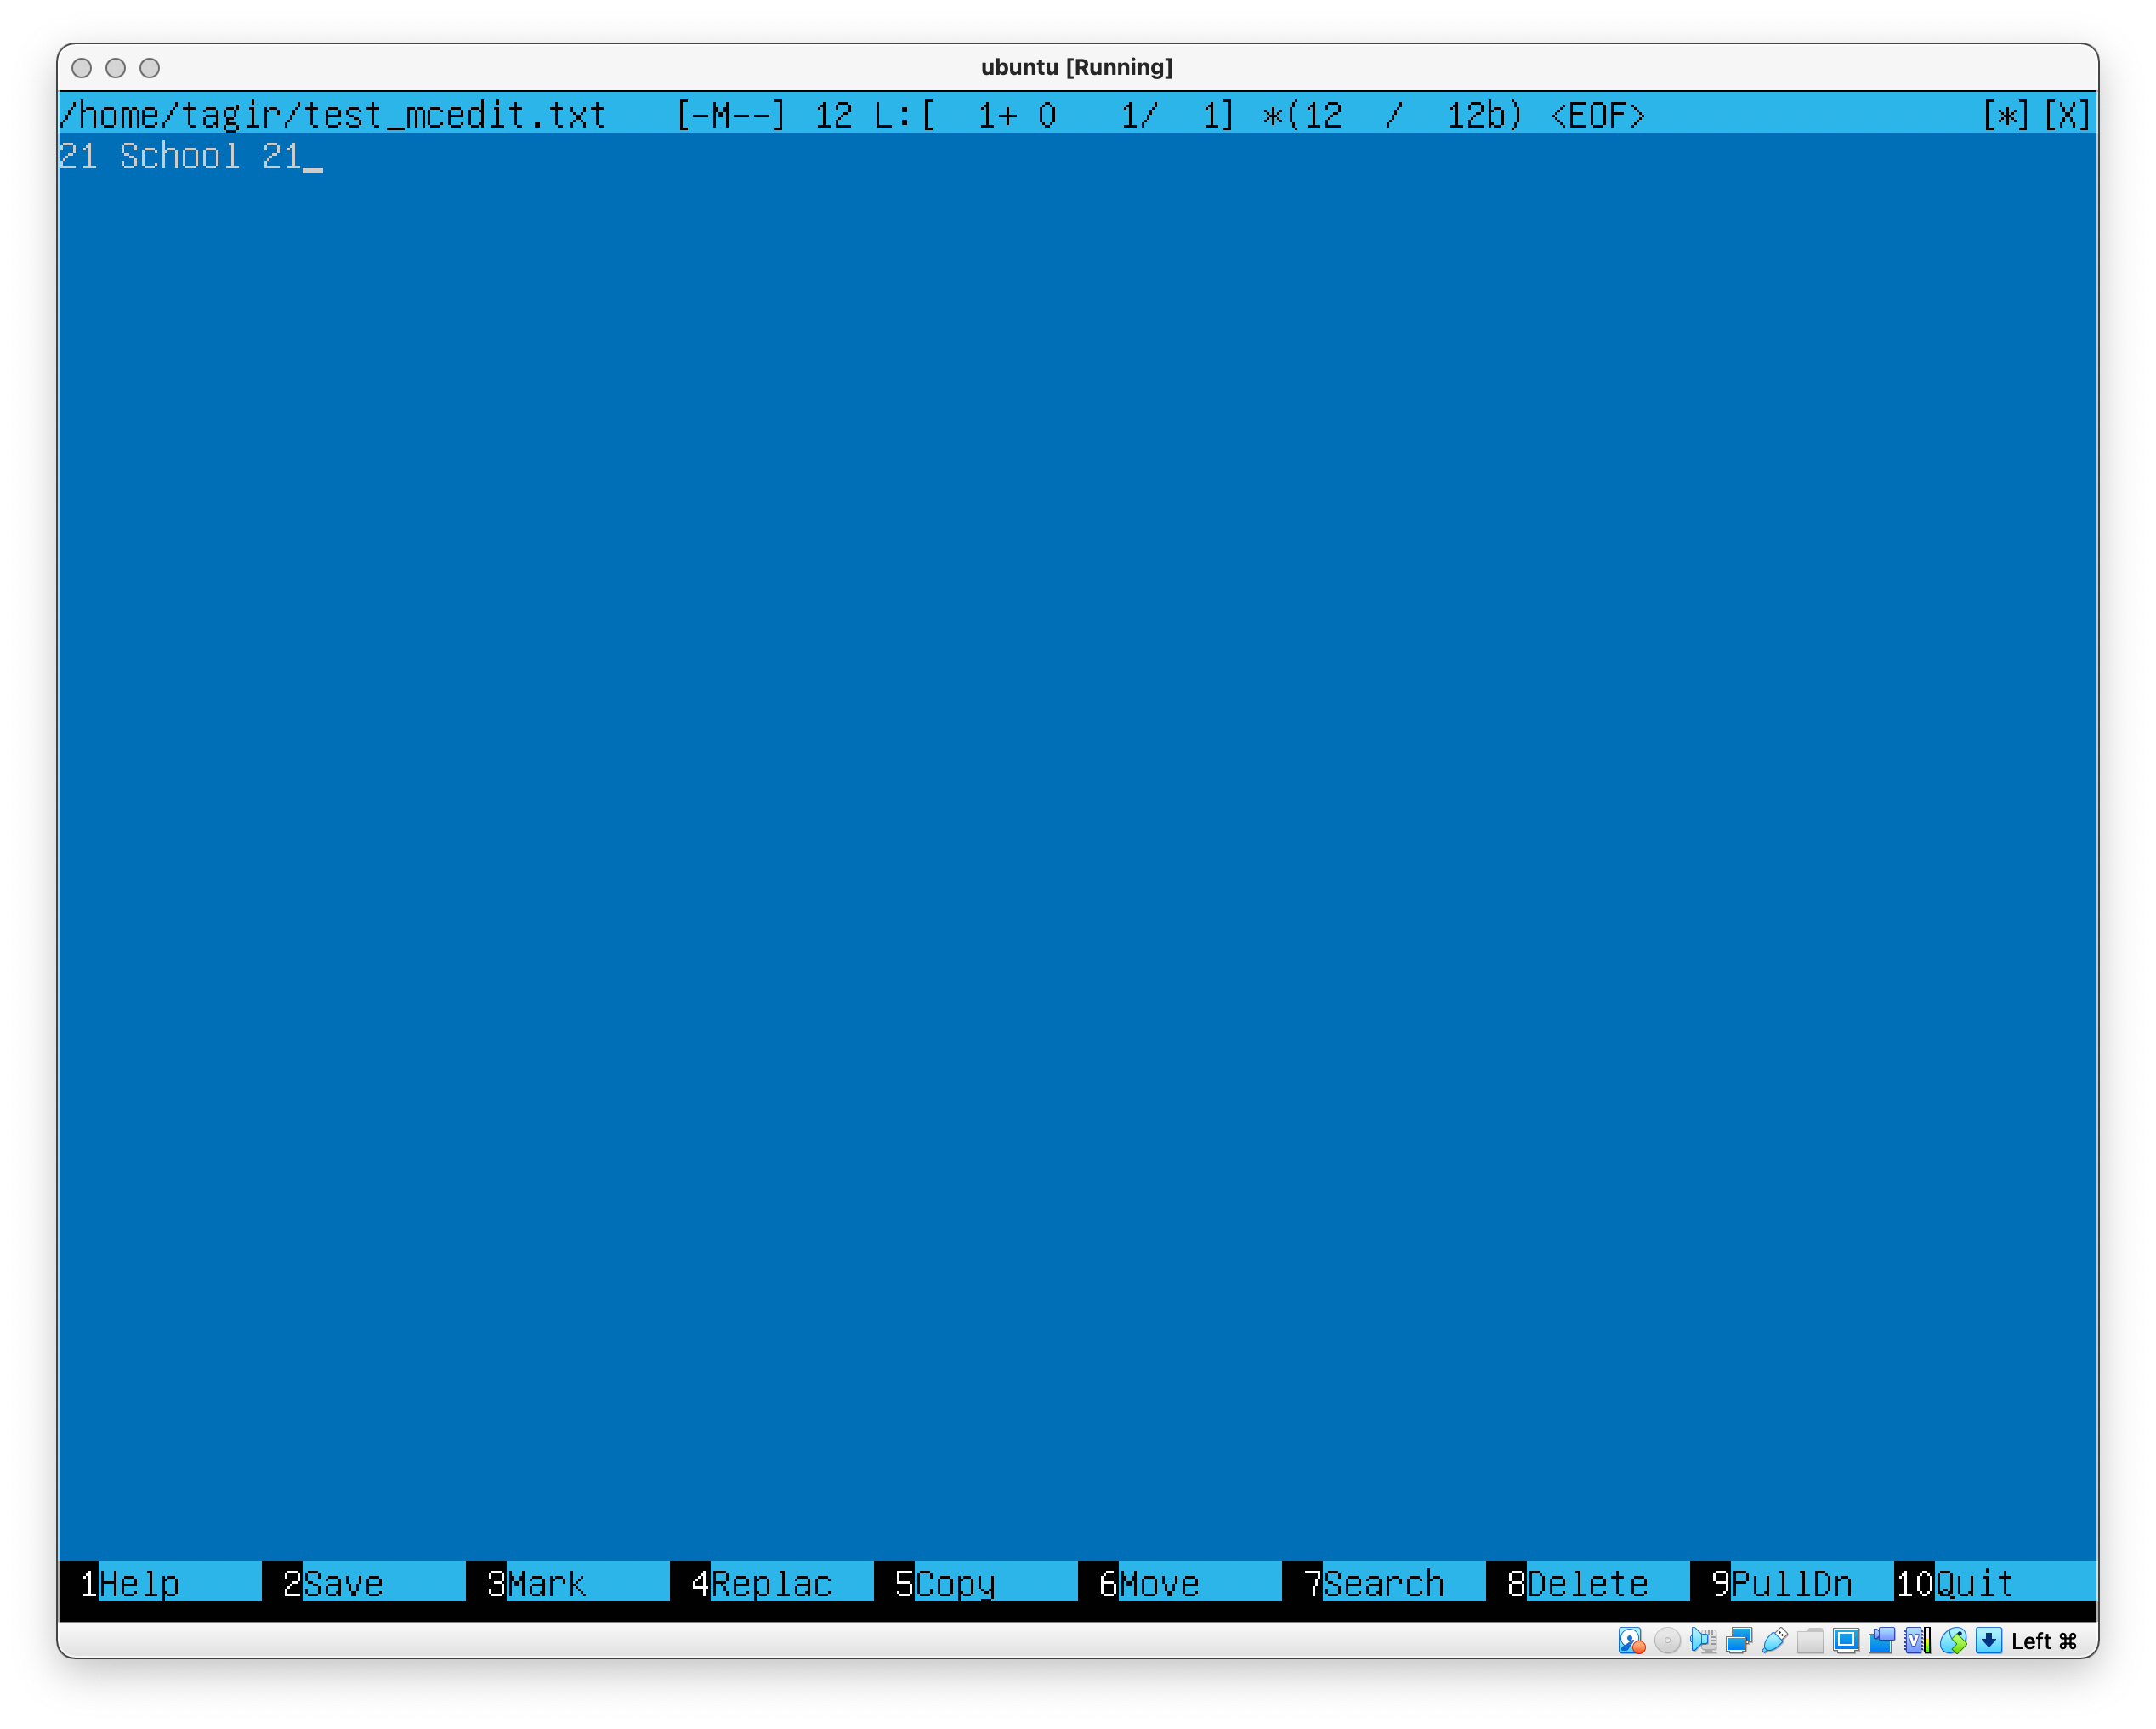 ubuntu [Running]
/home/tagir/test_mcedit.txt   [-M--] 12 L:[  1+ 0   1/  1] *(12  /  12b) <EOF>                [*][X]
21 School 21_
1Help 2Save 3Mark 4Replac 5Copy 6Move 7Search 8Delete 9PullDn 10Quit
Left ⌘